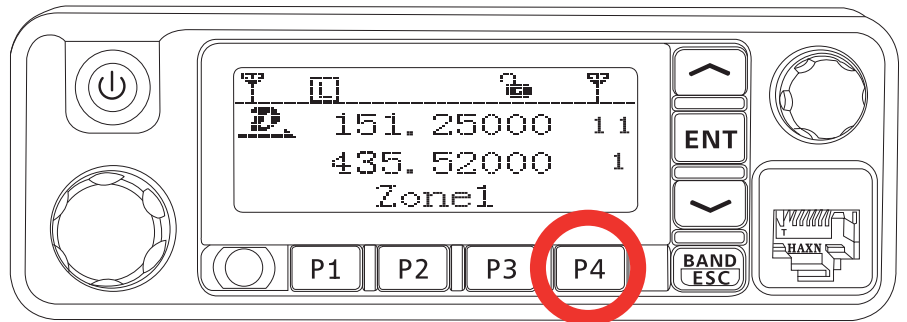 L
D
151.25000 11
435.52000 1
Zone1
ENT
P1 P2 P3 P4
BAND
ESC
T
HAXN